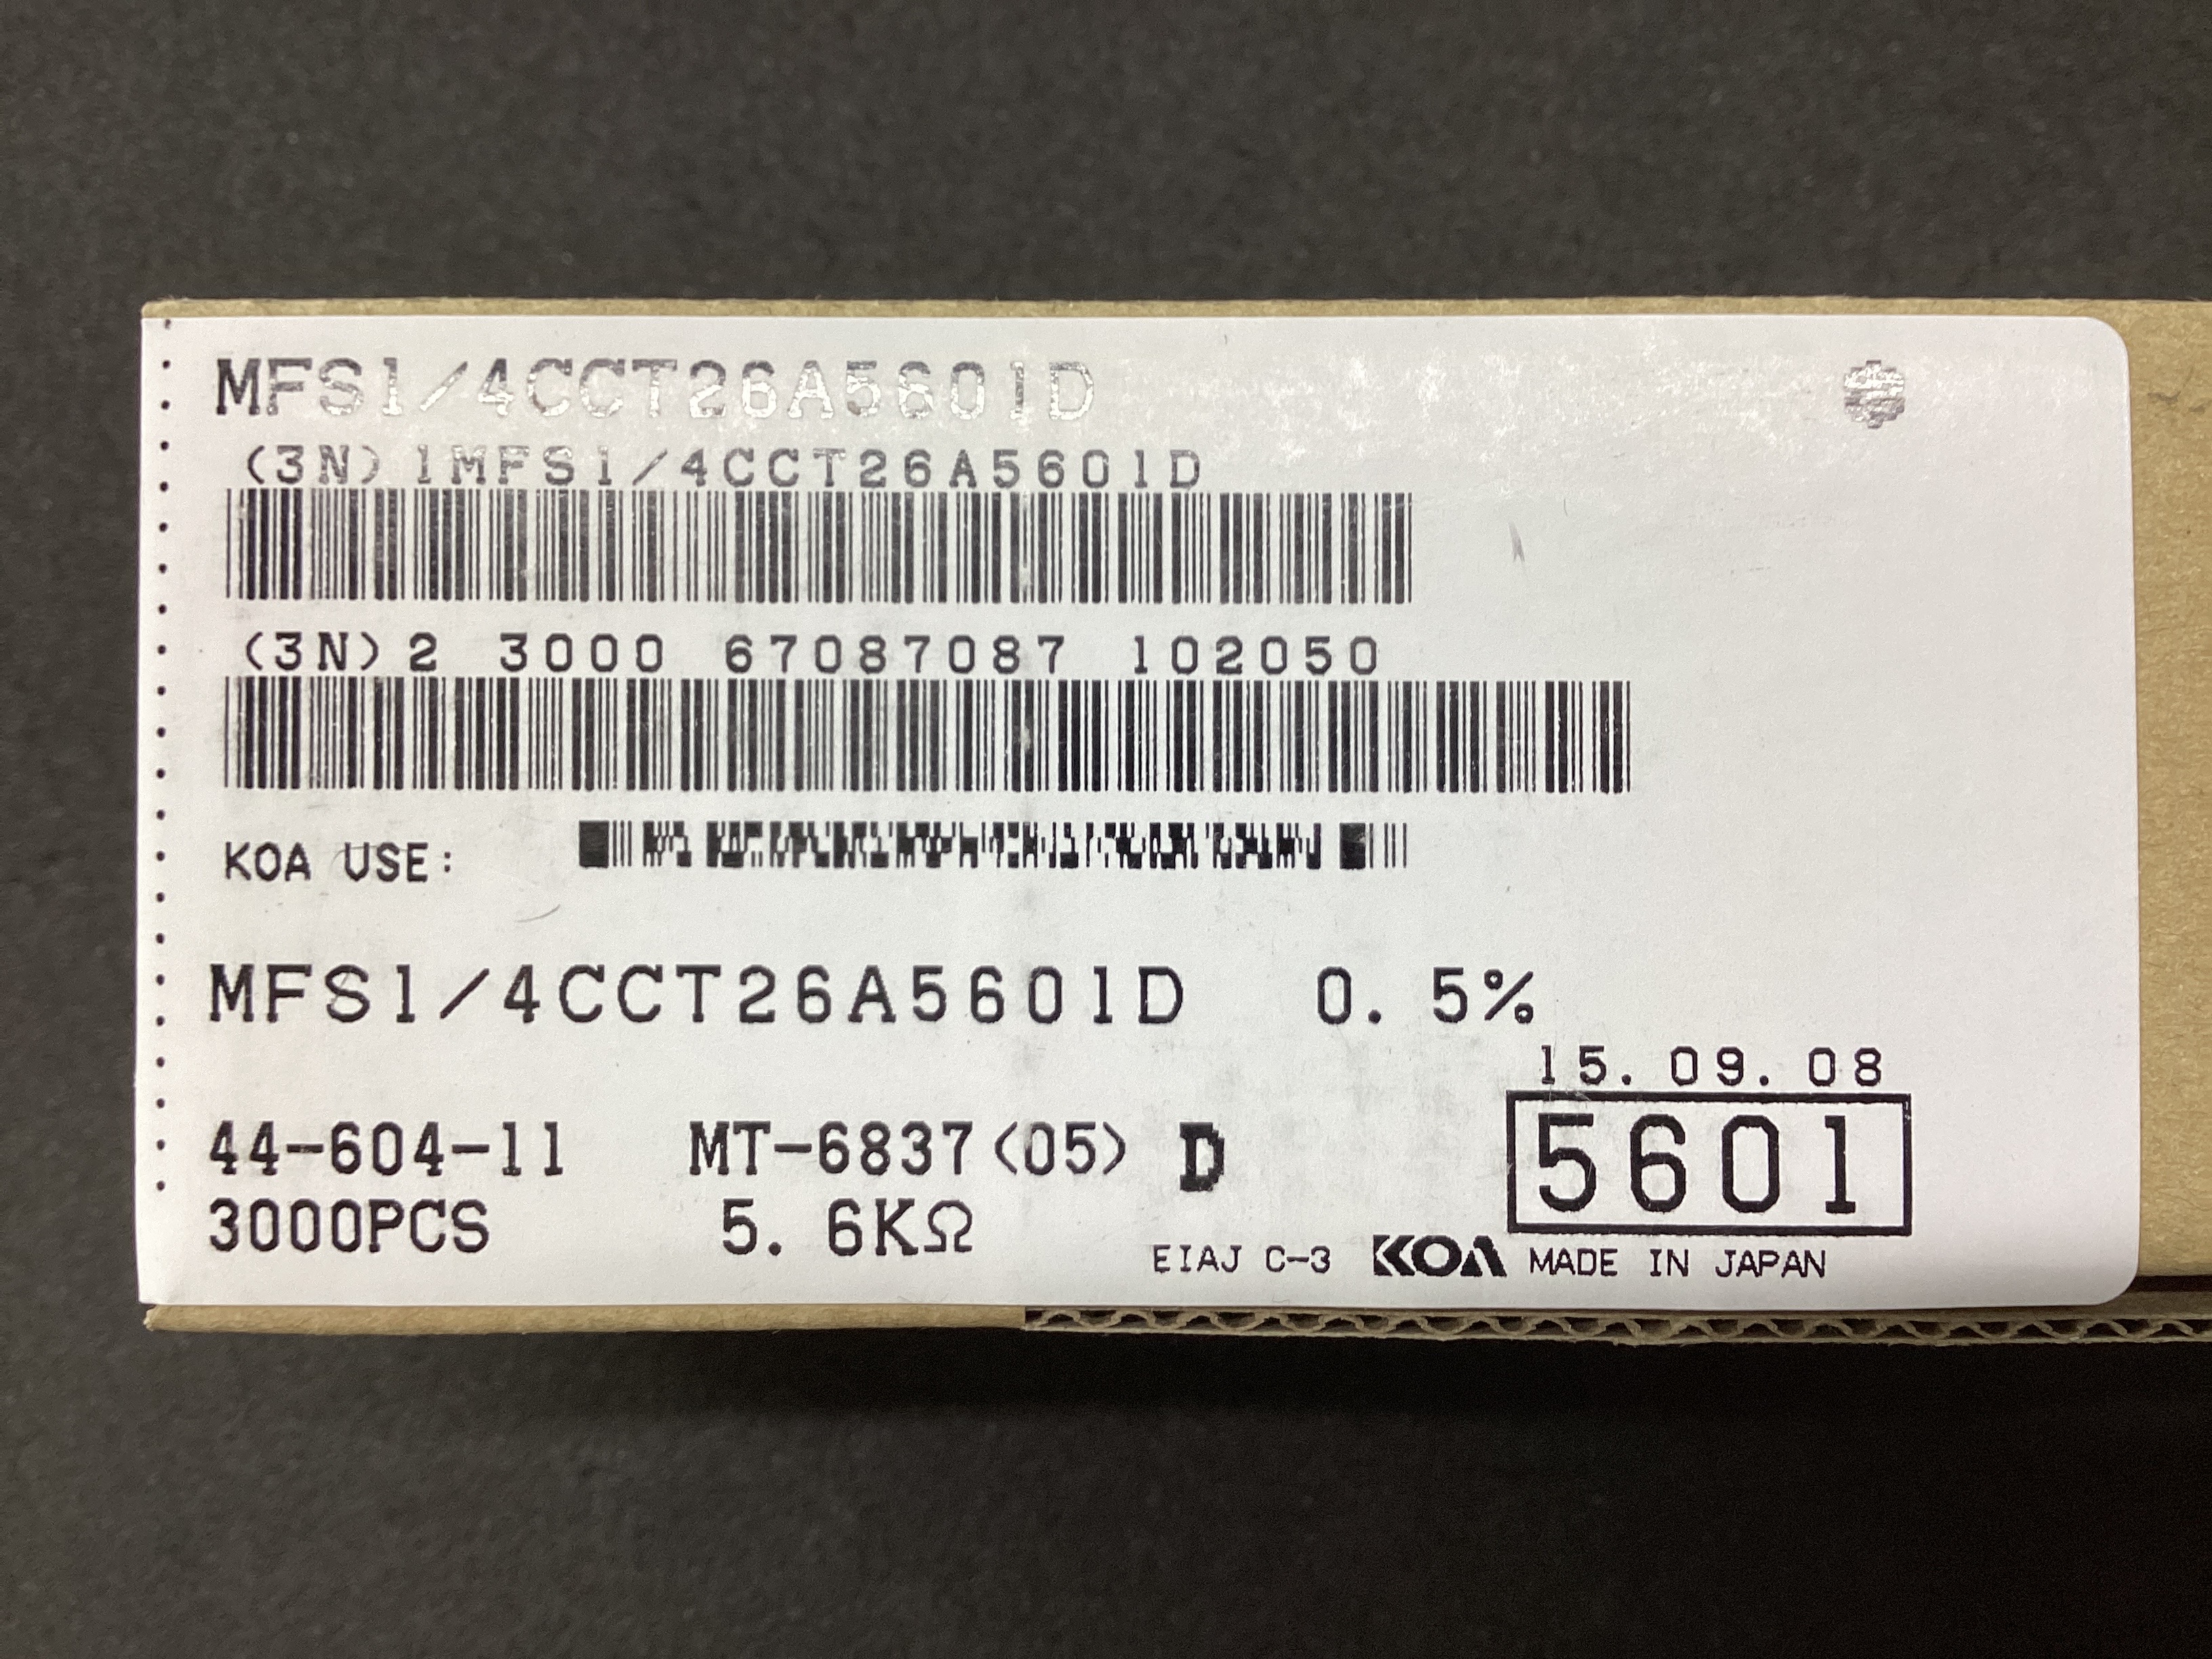 MFS1/4CCT26A5601D
(3N)1MFS1/4CCT26A5601D
(3N)2 3000 67087087 102050
KOA USE:
MFS1/4CCT26A5601D 0.5%
15.09.08
44-604-11 MT-6837(05) D 5601
3000PCS 5.6KΩ
EIAJ C-3 KOA MADE IN JAPAN